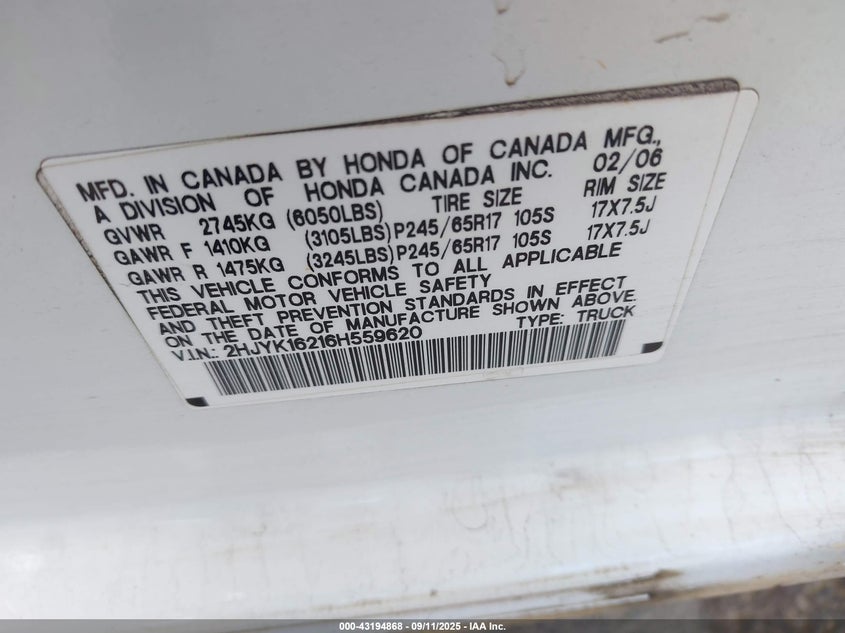 MFD. IN CANADA BY HONDA OF CANADA MFG.,
A DIVISION OF HONDA CANADA INC. 02/06
GVWR 2745KG (6050LBS) TIRE SIZE RIM SIZE
GAWR F 1410KG (3105LBS) P245/65R17 105S 17X7.5J
GAWR R 1475KG (3245LBS) P245/65R17 105S 17X7.5J
THIS VEHICLE CONFORMS TO ALL APPLICABLE
FEDERAL MOTOR VEHICLE SAFETY
AND THEFT PREVENTION STANDARDS IN EFFECT
ON THE DATE OF MANUFACTURE SHOWN ABOVE.
V.I.N.: 2HJYK16216H559620 TYPE: TRUCK
000-43194868 - 09/11/2025 - IAA Inc.